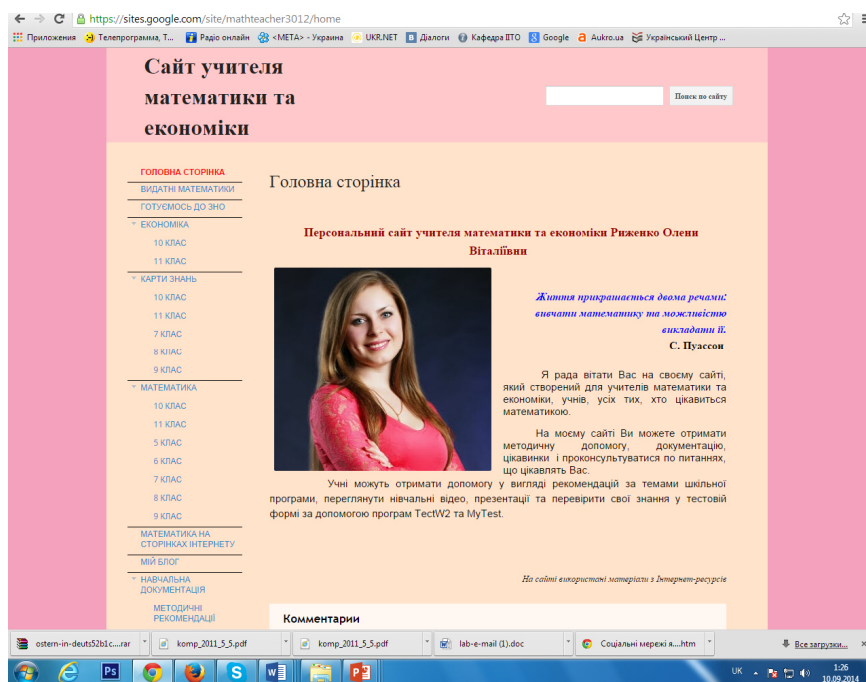 https://sites.google.com/site/mathteacher3012/home
Приложения Телепрограмма, Т... Радіо онлайн <META> - Украина UKR.NET Діалоги Кафедра ІІТО Google Aukro.ua Український Центр ...
Сайт учителя
математики та
економіки
Поиск по сайту
ГОЛОВНА СТОРІНКА
ВИДАТНІ МАТЕМАТИКИ
ГОТУЄМОСЬ ДО ЗНО
ЕКОНОМІКА
10 КЛАС
11 КЛАС
КАРТИ ЗНАНЬ
10 КЛАС
11 КЛАС
7 КЛАС
8 КЛАС
9 КЛАС
МАТЕМАТИКА
10 КЛАС
11 КЛАС
5 КЛАС
6 КЛАС
7 КЛАС
8 КЛАС
9 КЛАС
МАТЕМАТИКА НА
СТОРІНКАХ ІНТЕРНЕТУ
МІЙ БЛОГ
НАВЧАЛЬНА
ДОКУМЕНТАЦІЯ
МЕТОДИЧНІ
РЕКОМЕНДАЦІЇ
Головна сторінка
Персональний сайт учителя математики та економіки Риженко Олени
Віталіївни
Життя прикрашається двома речами:
вивчати математику та можливістю
викладати її.
С. Пуассон
Я рада вітати Вас на своєму сайті,
який створений для учителів математики та
економіки, учнів, усіх тих, хто цікавиться
математикою.
На моєму сайті Ви можете отримати
методичну допомогу, документацію,
цікавинки і проконсультуватися по питаннях,
що цікавлять Вас.
Учні можуть отримати допомогу у вигляді рекомендацій за темами шкільної
програми, переглянути нівчальні відео, презентації та перевірити свої знання у тестовій
формі за допомогою програм TectW2 та MyTest.
На сайті використані матеріали з Інтернет-ресурсів
Комментарии
ostern-in-deuts52b1c....rar komp_2011_5_5.pdf komp_2011_5_5.pdf lab-e-mail (1).doc Соціальні мережі я....htm Все загрузки...
UK 1:26
10.09.2014